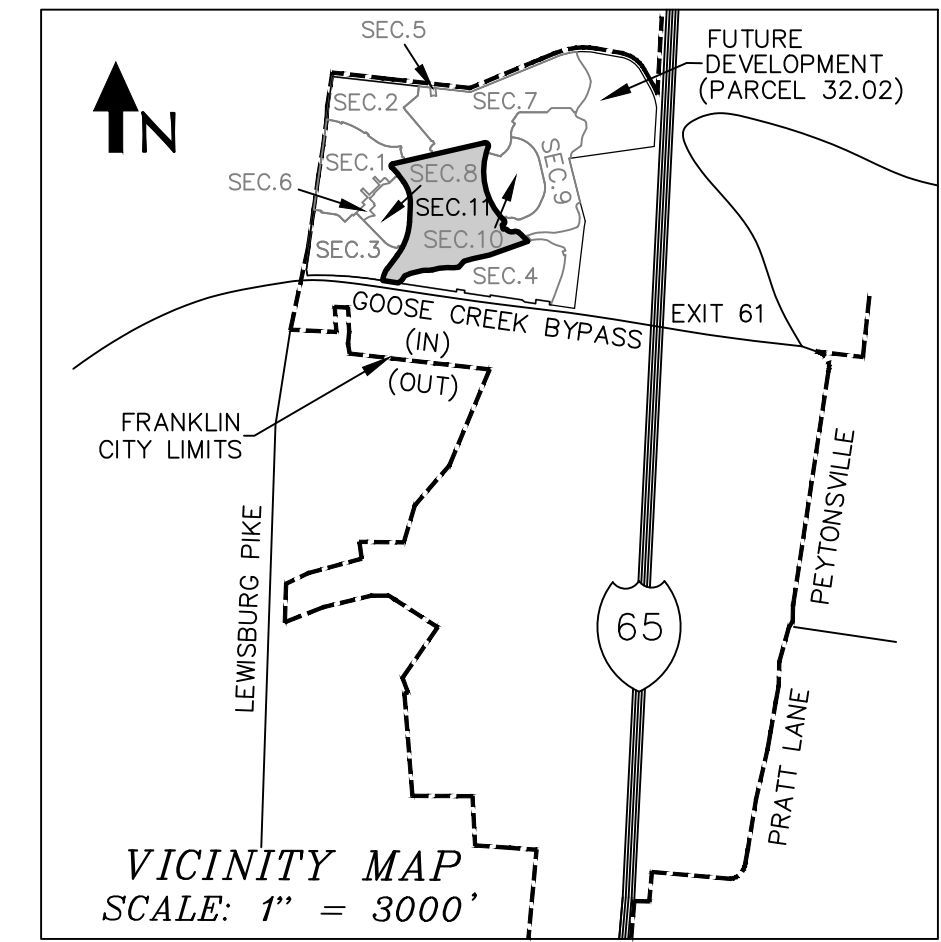 SEC.5
FUTURE
DEVELOPMENT
(PARCEL 32.02)
SEC.2
SEC.7
N
SEC.1
SEC.8
SEC.9
SEC.6
SEC.11
SEC.3
SEC.10
SEC.4
GOOSE CREEK BYPASS
EXIT 61
(IN)
(OUT)
FRANKLIN
CITY LIMITS
LEWISBURG PIKE
65
PEYTONSVILLE
PRATT LANE
VICINITY MAP
SCALE: 1" = 3000'